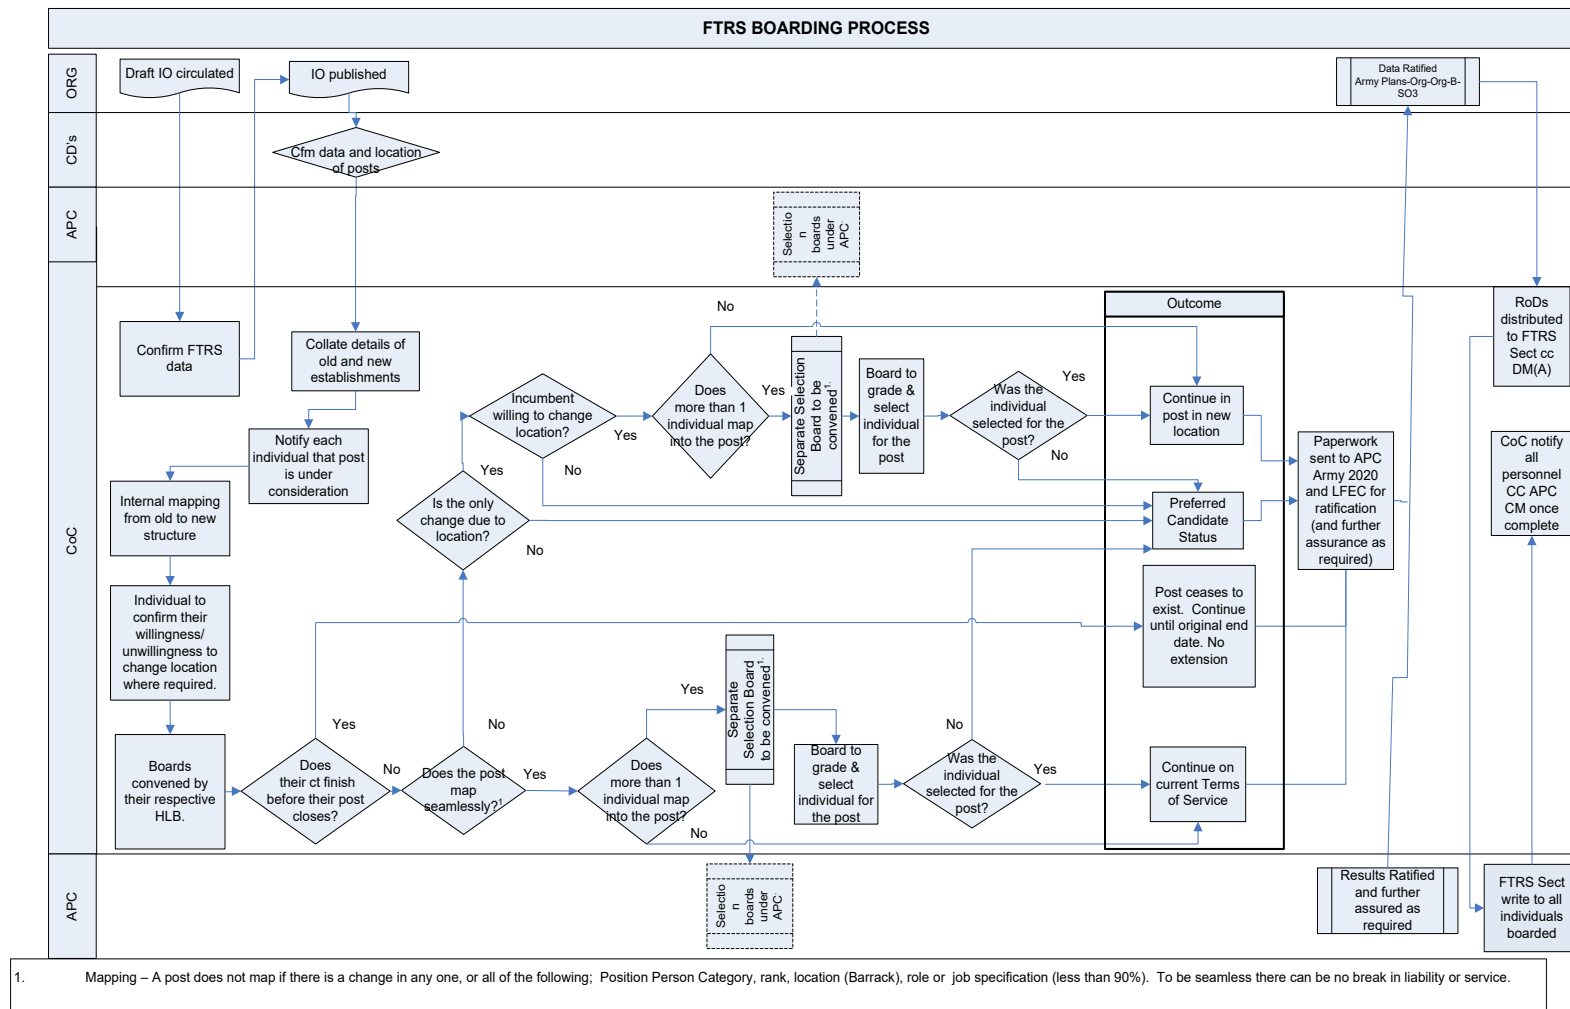 FTRS BOARDING PROCESS
ORG
Draft IO circulated
IO published
Data Ratified
Army Plans-Org-Org-B-
SO3
CD's
Cfm data and location
of posts
APC
Selectio
n
boards
under
APC.
CoC
Confirm FTRS
data
Collate details of
old and new
establishments
Notify each
individual that post
is under
consideration
Internal mapping
from old to new
structure
Individual to
confirm their
willingness/
unwillingness to
change location
where required.
Boards
convened by
their respective
HLB.
Does
their ct finish
before their post
closes?
Yes
No
Does the post
map
seamlessly?¹
No
Yes
Is the only
change due to
location?
Yes
No
Incumbent
willing to change
location?
Yes
No
Does
more than 1
individual map
into the post?
No
Yes
Separate Selection
Board to be
convened¹.
Board to
grade &
select
individual
for the
post
Was the
individual
selected for the
post?
Yes
No
Does
more than 1
individual map
into the post?
Yes
No
Separate
Selection Board
to be convened¹.
Board to
grade &
select
individual for
the post
Was the
individual
selected for the
post?
No
Yes
Outcome
Continue in
post in new
location
Preferred
Candidate
Status
Post ceases to
exist. Continue
until original end
date. No
extension
Continue on
current Terms
of Service
Paperwork
sent to APC
Army 2020
and LFEC for
ratification
(and further
assurance as
required)
RoDs
distributed
to FTRS
Sect cc
DM(A)
CoC notify
all
personnel
CC APC
CM once
complete
APC
Selectio
n
boards
under
APC.
Results Ratified
and further
assured as
required
FTRS Sect
write to all
individuals
boarded
1. Mapping – A post does not map if there is a change in any one, or all of the following; Position Person Category, rank, location (Barrack), role or job specification (less than 90%). To be seamless there can be no break in liability or service.